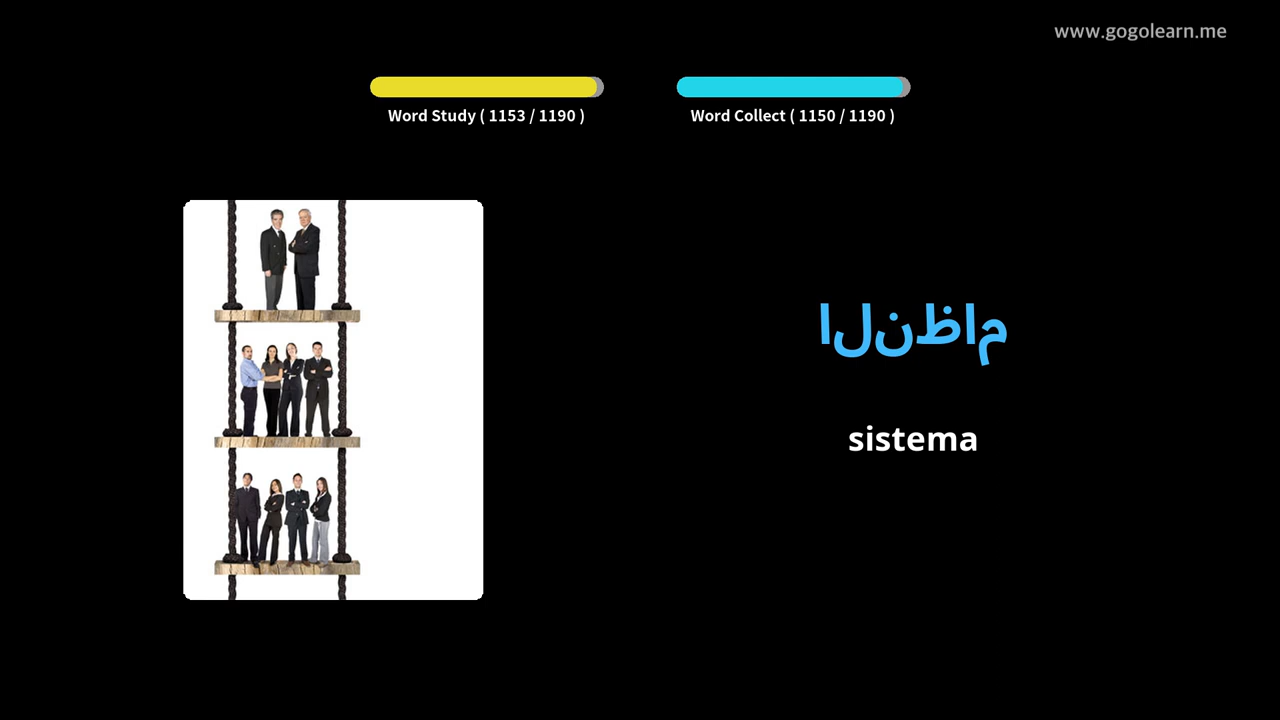 www.gogolearn.me
Word Study ( 1153 / 1190 )
Word Collect ( 1150 / 1190 )
النظام
sistema